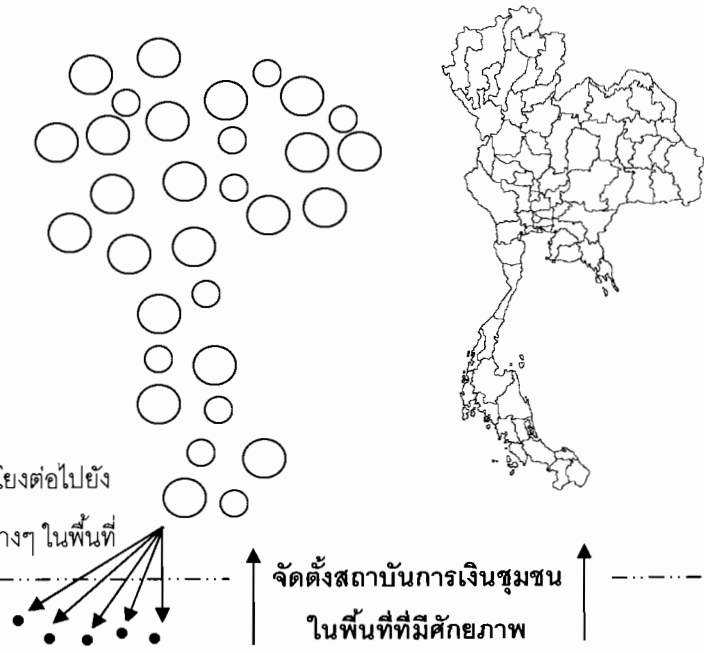 โยงต่อไปยัง
างๆ ในพื้นที่
จัดตั้งสถาบันการเงินชุมชน
ในพื้นที่ที่มีศักยภาพ